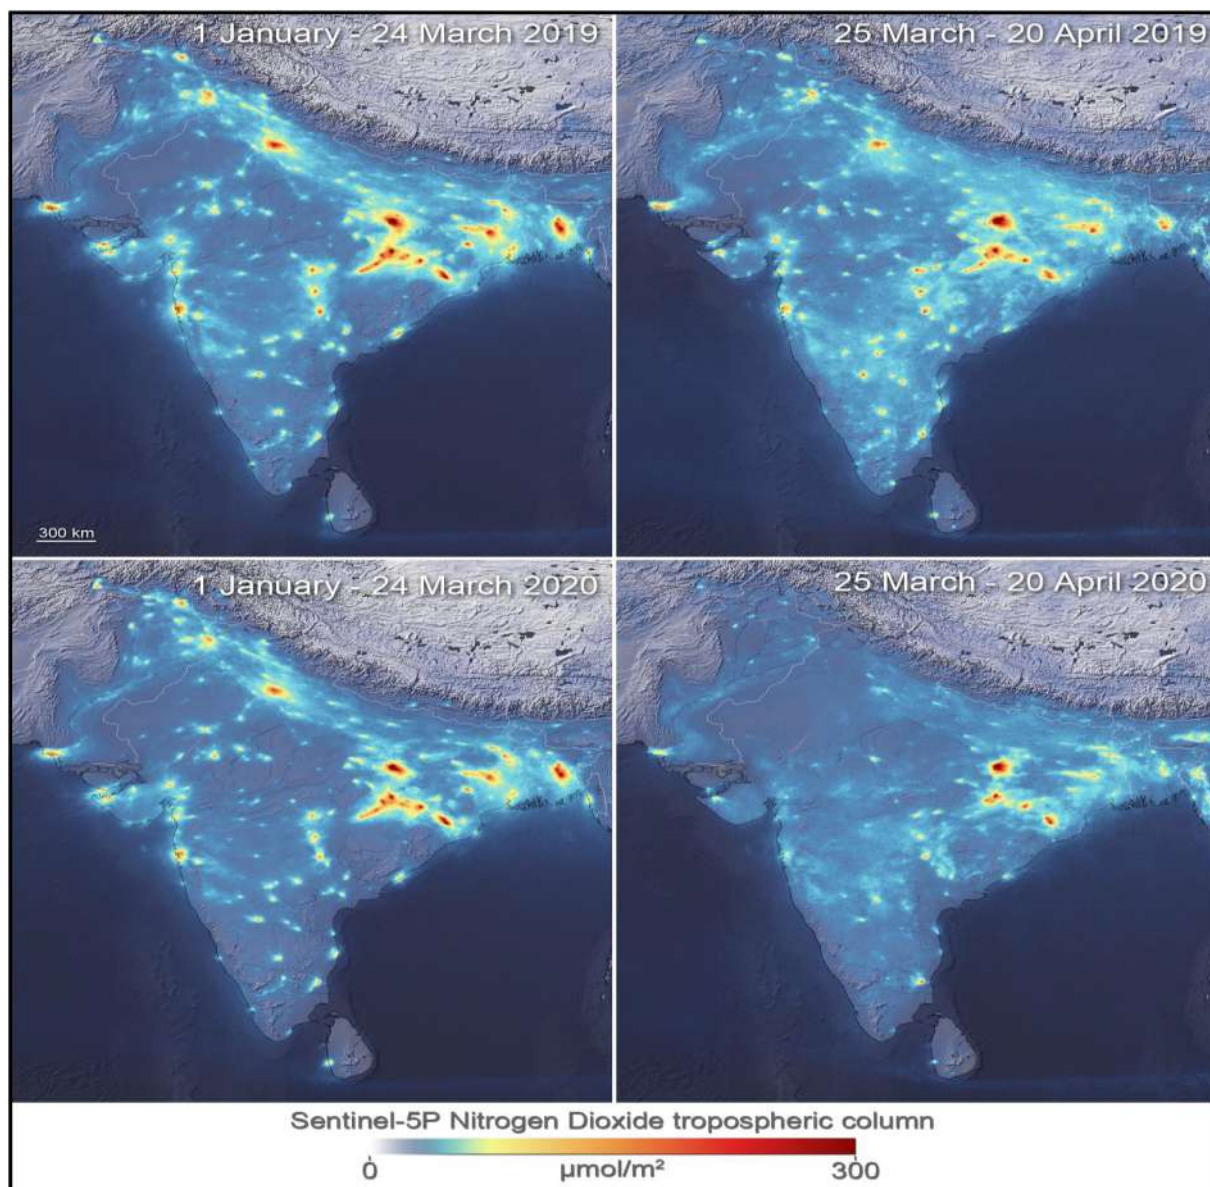 1 January - 24 March 2019
25 March - 20 April 2019
300 km
1 January - 24 March 2020
25 March - 20 April 2020
Sentinel-5P Nitrogen Dioxide tropospheric column
0 µmol/m² 300